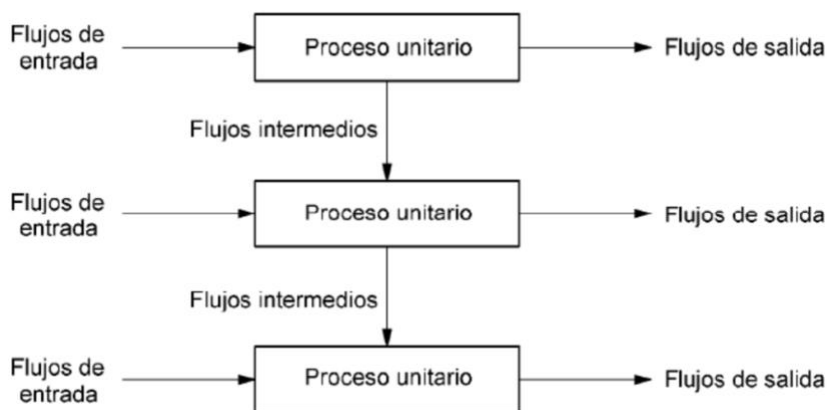 Flujos de
entrada
Proceso unitario
Flujos de salida
Flujos intermedios
Flujos de
entrada
Proceso unitario
Flujos de salida
Flujos intermedios
Flujos de
entrada
Proceso unitario
Flujos de salida